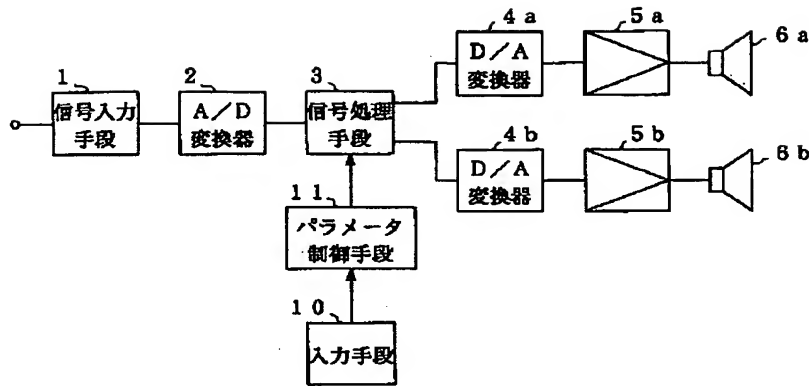 1
信号入力
手段
2
A/D
変換器
3
信号処理
手段
4a
D/A
変換器
5a
6a
4b
D/A
変換器
5b
6b
11
パラメータ
制御手段
10
入力手段